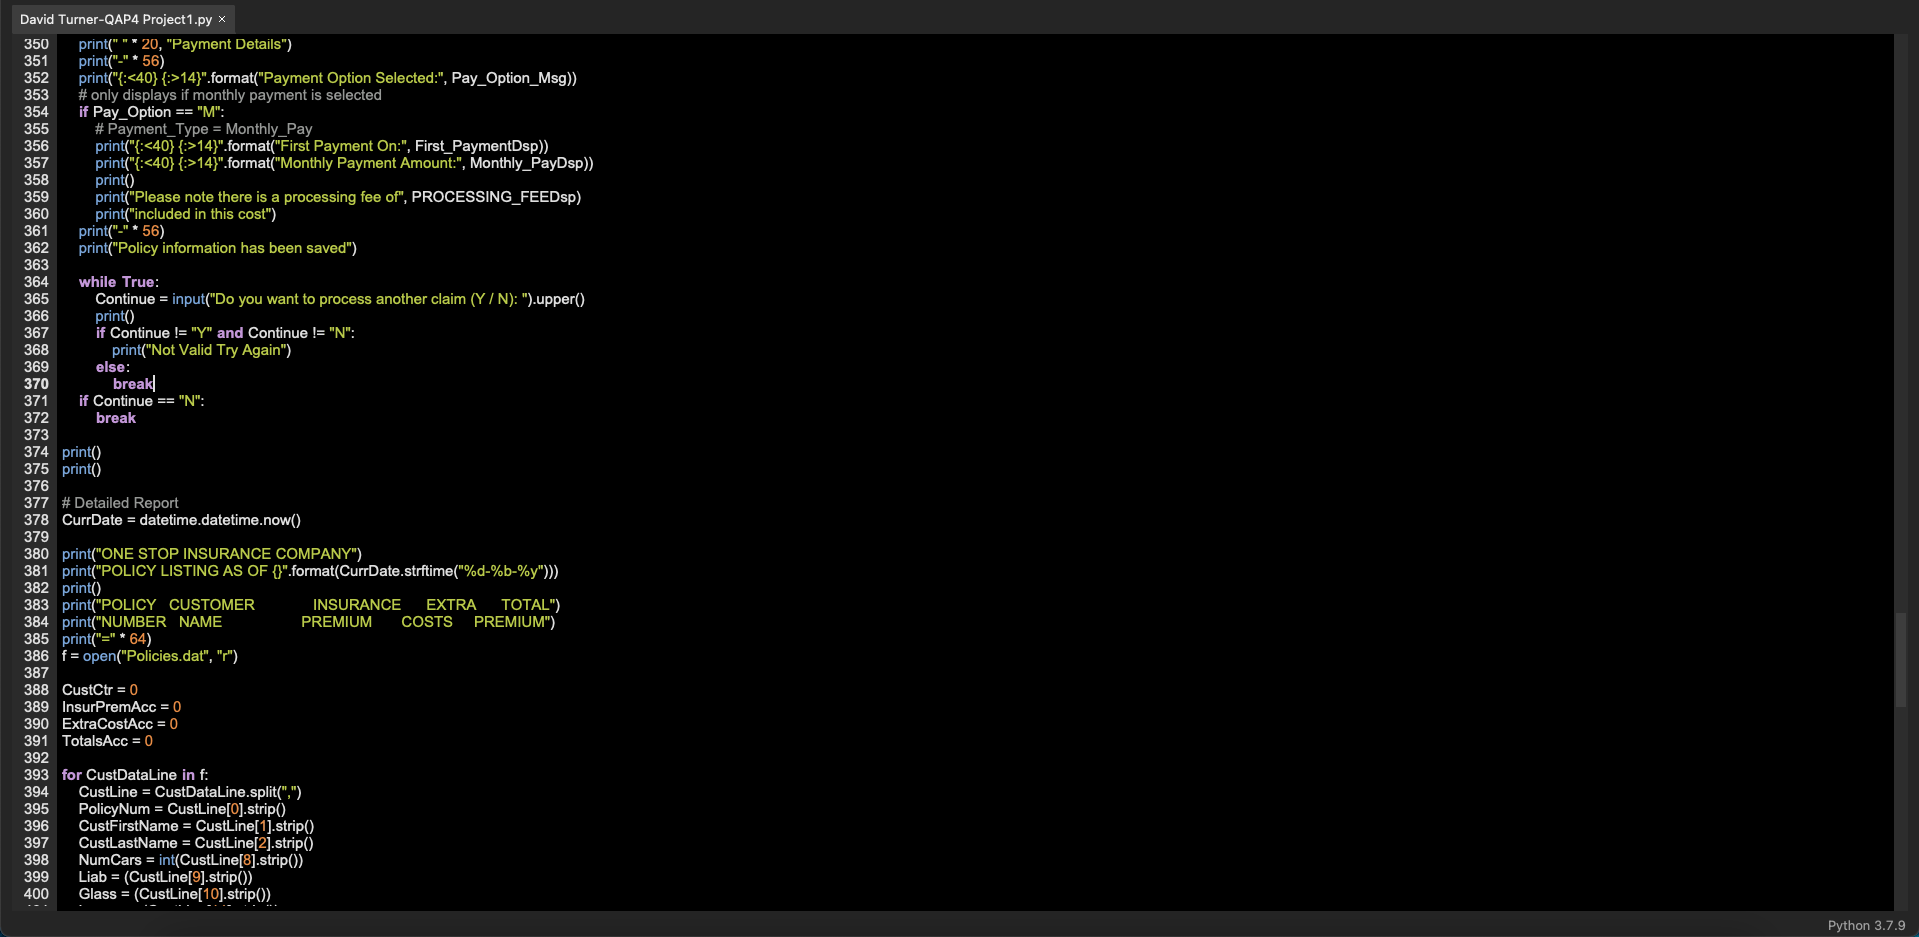 David Turner-QAP4 Project1.py ×
350 print(" " * 20, "Payment Details")
351 print("-" * 56)
352 print("{:<40} {:>14}".format("Payment Option Selected:", Pay_Option_Msg))
353 # only displays if monthly payment is selected
354 if Pay_Option == "M":
355 # Payment_Type = Monthly_Pay
356 print("{:<40} {:>14}".format("First Payment On:", First_PaymentDsp))
357 print("{:<40} {:>14}".format("Monthly Payment Amount:", Monthly_PayDsp))
358 print()
359 print("Please note there is a processing fee of", PROCESSING_FEEDsp)
360 print("included in this cost")
361 print("-" * 56)
362 print("Policy information has been saved")
363
364 while True:
365 Continue = input("Do you want to process another claim (Y / N): ").upper()
366 print()
367 if Continue != "Y" and Continue != "N":
368 print("Not Valid Try Again")
369 else:
370 break
371 if Continue == "N":
372 break
373
374 print()
375 print()
376
377 # Detailed Report
378 CurrDate = datetime.datetime.now()
379
380 print("ONE STOP INSURANCE COMPANY")
381 print("POLICY LISTING AS OF {}".format(CurrDate.strftime("%d-%b-%y")))
382 print()
383 print("POLICY CUSTOMER INSURANCE EXTRA TOTAL")
384 print("NUMBER NAME PREMIUM COSTS PREMIUM")
385 print("=" * 64)
386 f = open("Policies.dat", "r")
387
388 CustCtr = 0
389 InsurPremAcc = 0
390 ExtraCostAcc = 0
391 TotalsAcc = 0
392
393 for CustDataLine in f:
394 CustLine = CustDataLine.split(",")
395 PolicyNum = CustLine[0].strip()
396 CustFirstName = CustLine[1].strip()
397 CustLastName = CustLine[2].strip()
398 NumCars = int(CustLine[8].strip())
399 Liab = (CustLine[9].strip())
400 Glass = (CustLine[10].strip())
Python 3.7.9